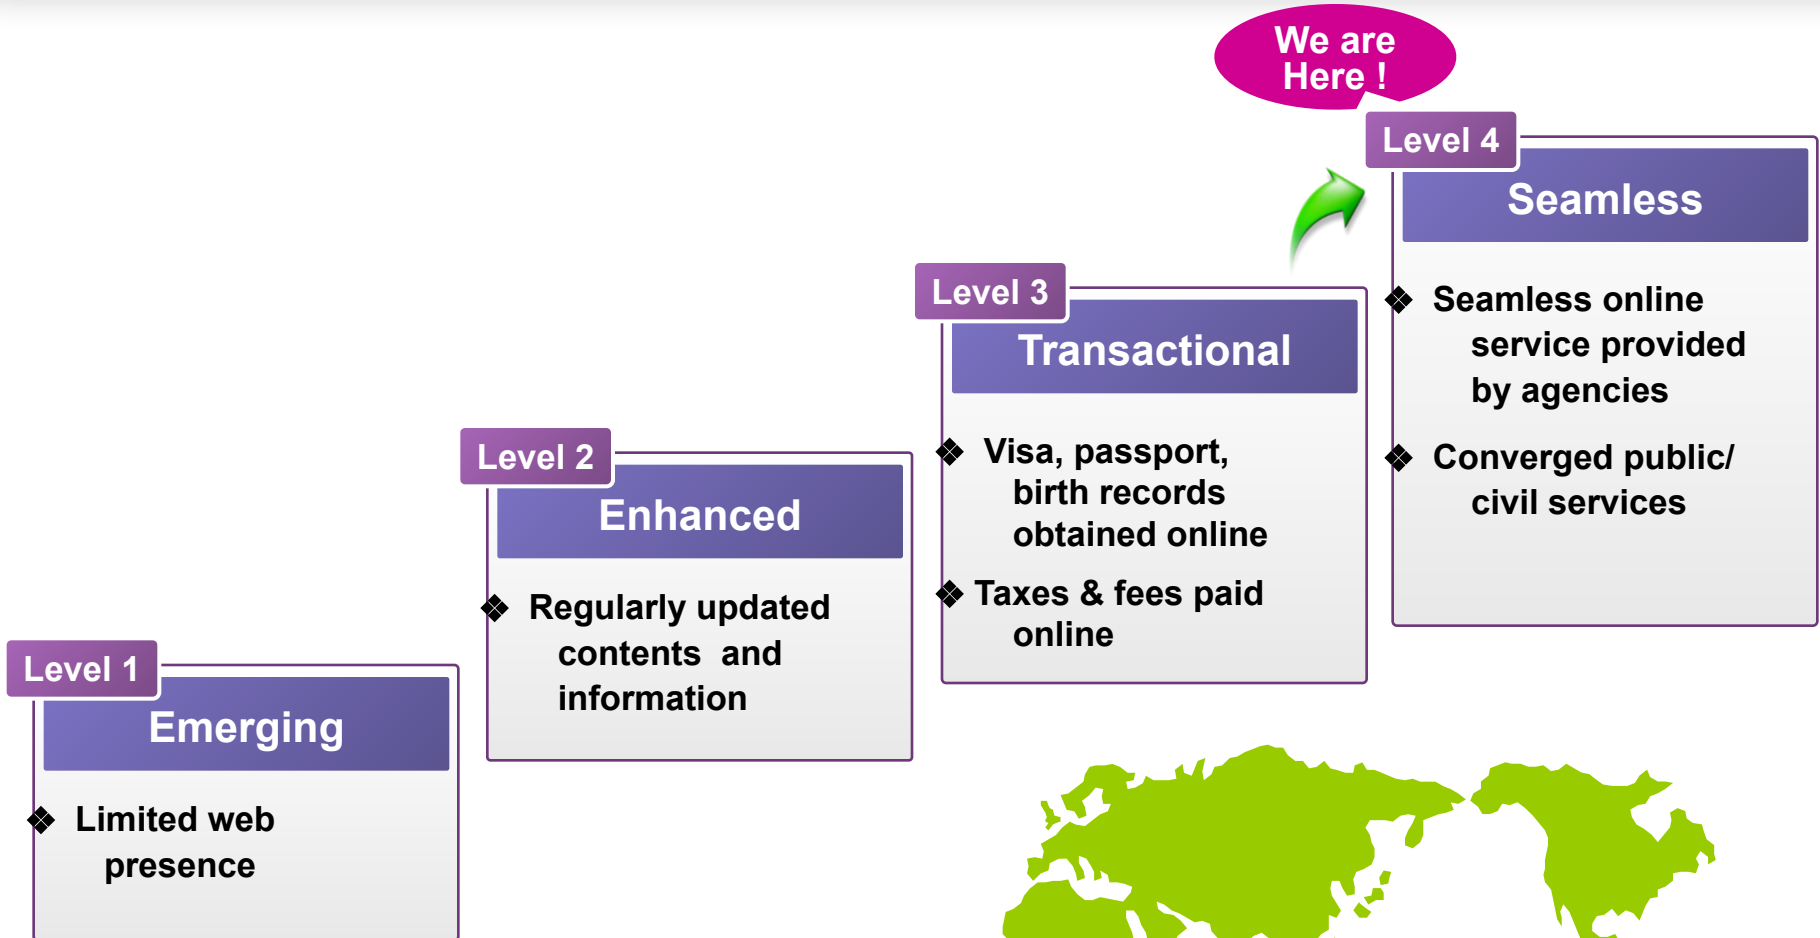 We are
Here !
Level 4
Seamless
❖ Seamless online
service provided
by agencies
❖ Converged public/
civil services
Level 3
Transactional
❖ Visa, passport,
birth records
obtained online
❖ Taxes & fees paid
online
Level 2
Enhanced
❖ Regularly updated
contents and
information
Level 1
Emerging
❖ Limited web
presence